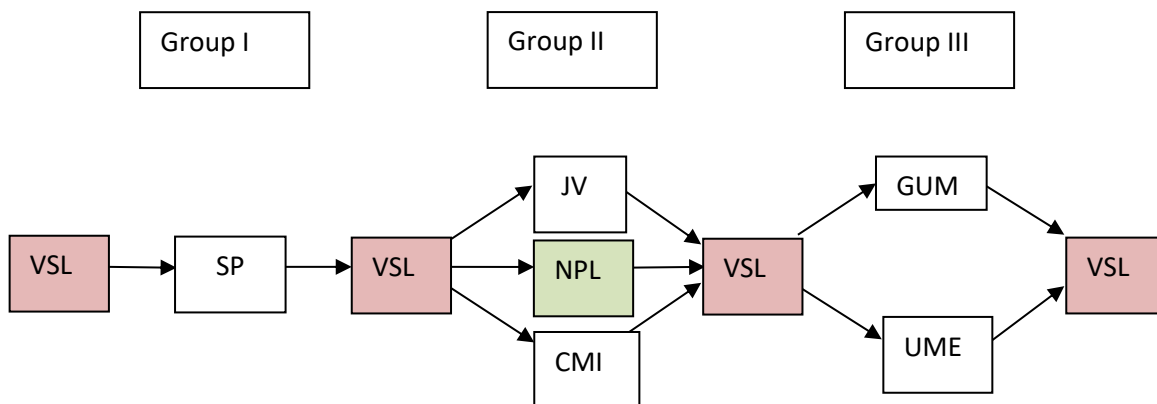 Group I
Group II
Group III
JV
GUM
VSL
SP
VSL
NPL
VSL
VSL
CMI
UME